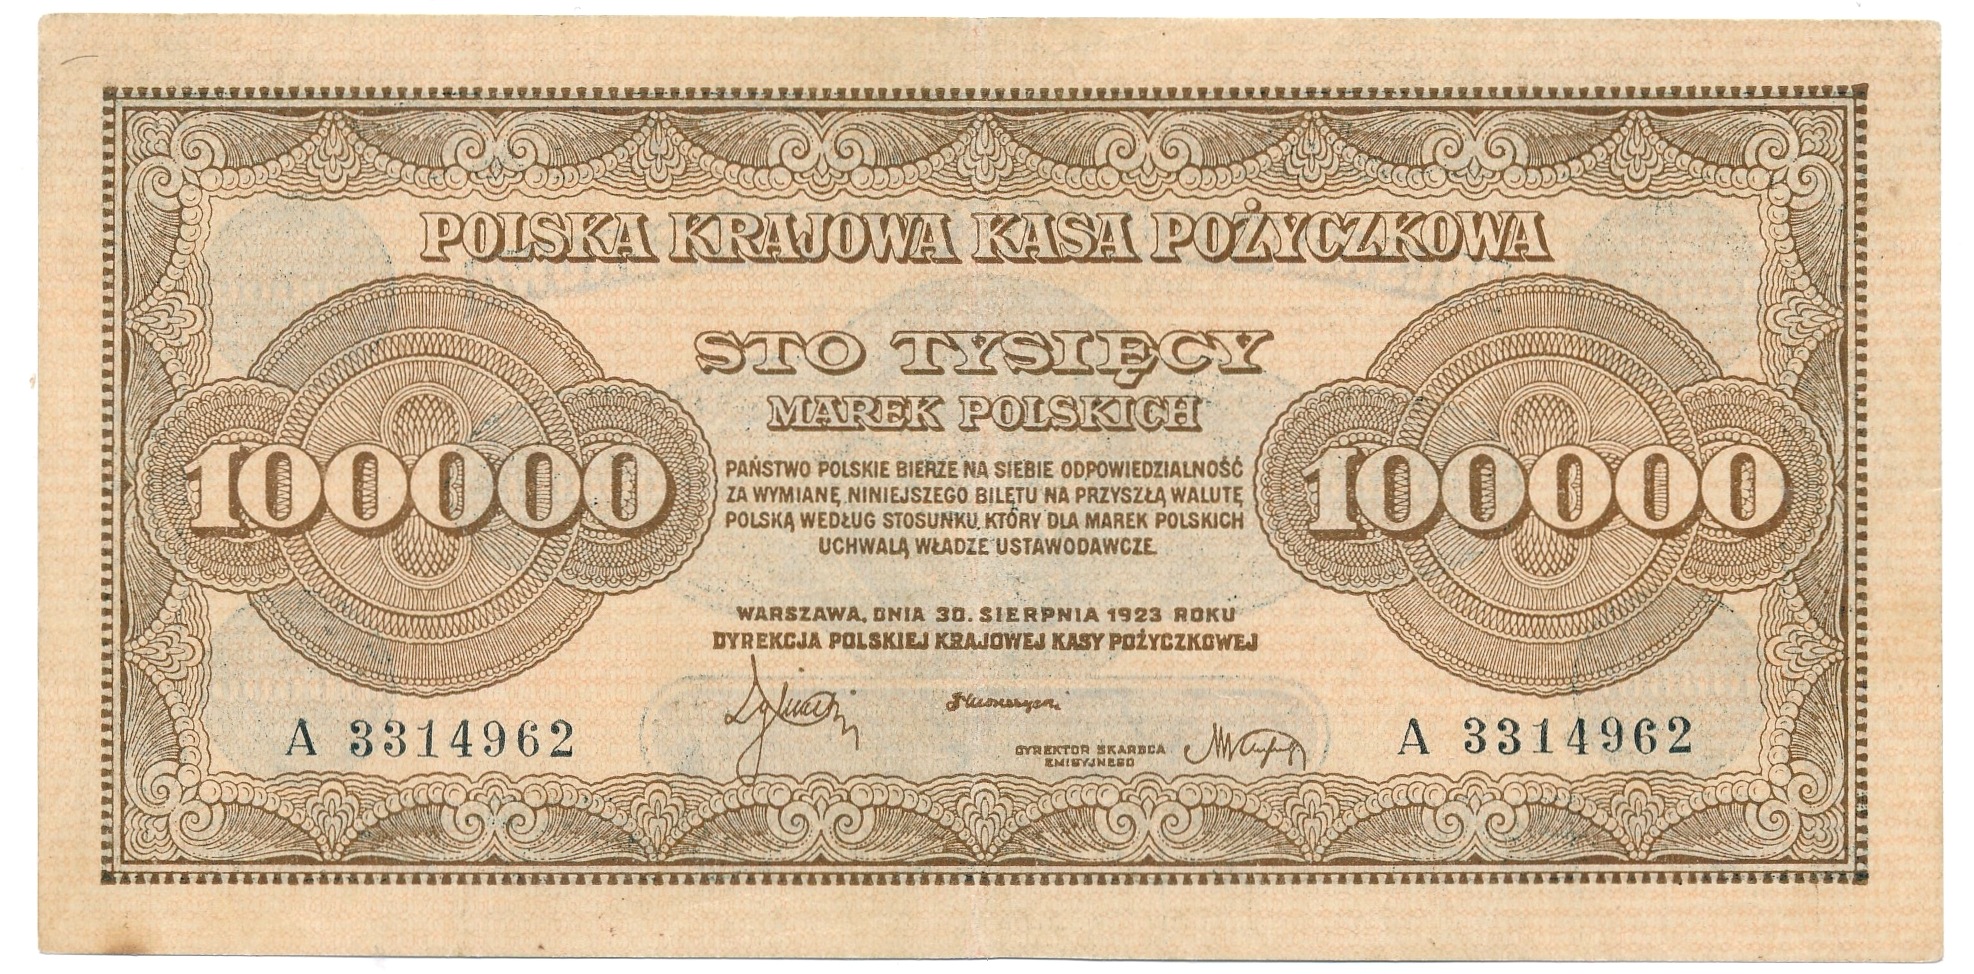 POLSKA KRAJOWA KASA POŻYCZKOWA
STO TYSIĘCY
MAREK POLSKICH
100000
100000
PAŃSTWO POLSKIE BIERZE NA SIEBIE ODPOWIEDZIALNOŚĆ
ZA WYMIANĘ NINIEJSZEGO BILETU NA PRZYSZŁĄ WALUTĘ
POLSKĄ WEDŁUG STOSUNKU, KTÓRY DLA MAREK POLSKICH
UCHWALĄ WŁADZE USTAWODAWCZE.
WARSZAWA, DNIA 30. SIERPNIA 1923 ROKU
DYREKCJA POLSKIEJ KRAJOWEJ KASY POŻYCZKOWEJ
A 3314962
DYREKTOR SKARBCA
EMISYJNEGO
A 3314962